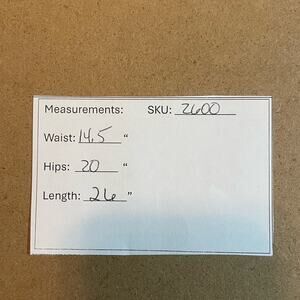 Measurements: SKU: 2600
Waist: 14.5 "
Hips: 20 "
Length: 26 "